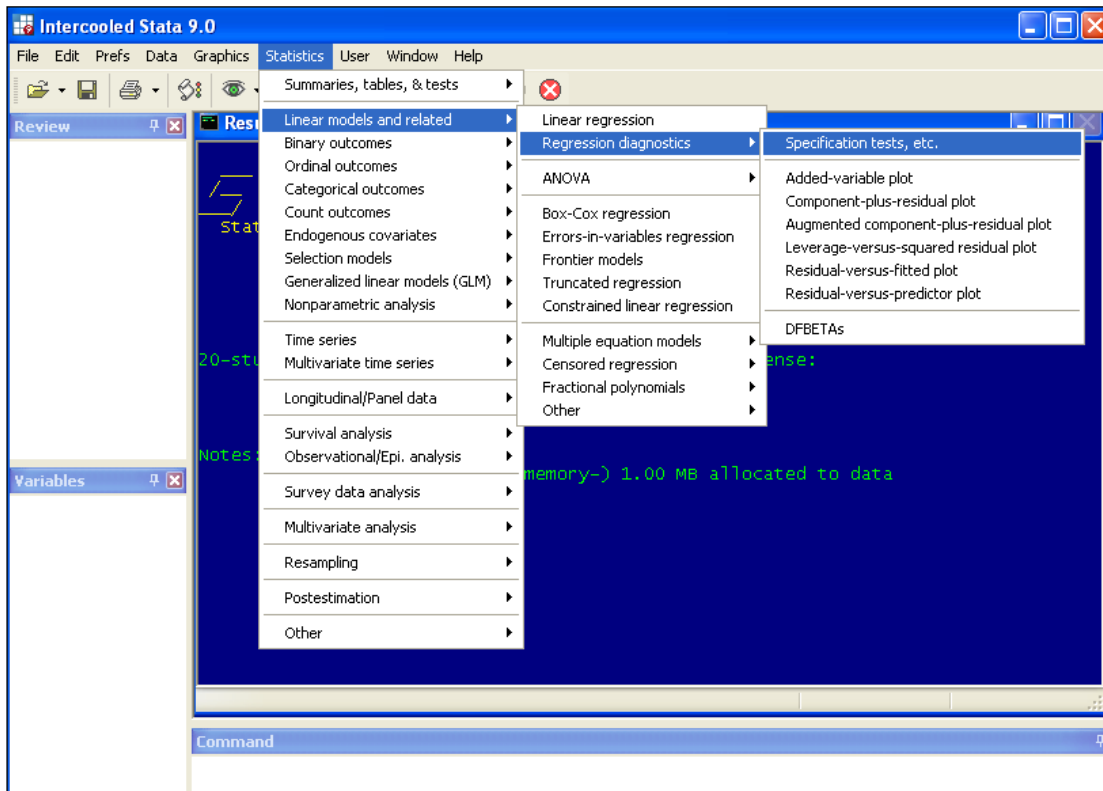 Intercooled Stata 9.0
File Edit Prefs Data Graphics Statistics User Window Help
Review
Variables
Summaries, tables, & tests
Linear models and related
Binary outcomes
Ordinal outcomes
Categorical outcomes
Count outcomes
Endogenous covariates
Selection models
Generalized linear models (GLM)
Nonparametric analysis
Time series
Multivariate time series
Longitudinal/Panel data
Survival analysis
Observational/Epi. analysis
Survey data analysis
Multivariate analysis
Resampling
Postestimation
Other
Linear regression
Regression diagnostics
ANOVA
Box-Cox regression
Errors-in-variables regression
Frontier models
Truncated regression
Constrained linear regression
Multiple equation models
Censored regression
Fractional polynomials
Other
Specification tests, etc.
Added-variable plot
Component-plus-residual plot
Augmented component-plus-residual plot
Leverage-versus-squared residual plot
Residual-versus-fitted plot
Residual-versus-predictor plot
DFBETAs
Res
Stat
20-stu ense:
Notes:
memory-) 1.00 MB allocated to data
Command